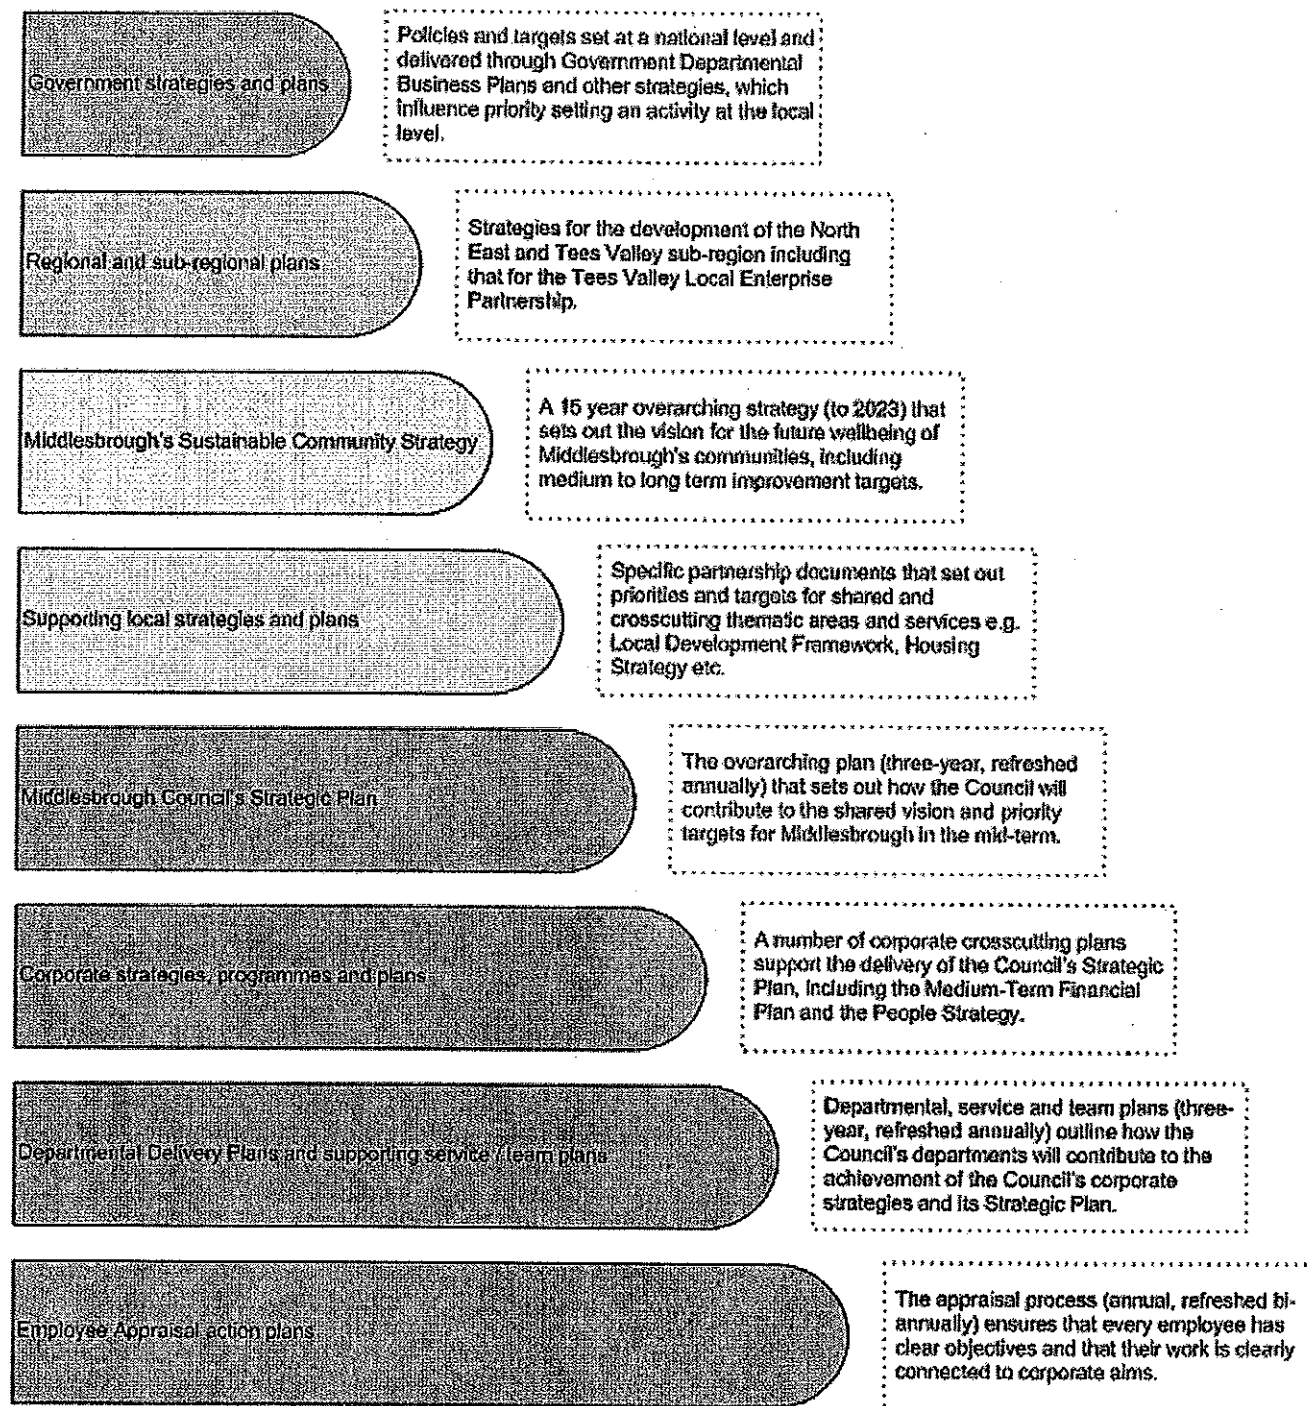 Government strategies and plans
Policies and targets set at a national level and
delivered through Government Departmental
Business Plans and other strategies, which
influence priority setting an activity at the local
level.
Regional and sub-regional plans
Strategies for the development of the North
East and Tees Valley sub-region including
that for the Tees Valley Local Enterprise
Partnership.
Middlesbrough's Sustainable Community Strategy
A 15 year overarching strategy (to 2023) that
sets out the vision for the future wellbeing of
Middlesbrough's communities, including
medium to long term improvement targets.
Supporting local strategies and plans
Specific partnership documents that set out
priorities and targets for shared and
crosscutting thematic areas and services e.g.
Local Development Framework, Housing
Strategy etc.
Middlesbrough Council's Strategic Plan
The overarching plan (three-year, refreshed
annually) that sets out how the Council will
contribute to the shared vision and priority
targets for Middlesbrough in the mid-term.
Corporate strategies, programmes and plans
A number of corporate crosscutting plans
support the delivery of the Council's Strategic
Plan, including the Medium-Term Financial
Plan and the People Strategy.
Departmental Delivery Plans and supporting service / team plans
Departmental, service and team plans (three-
year, refreshed annually) outline how the
Council's departments will contribute to the
achievement of the Council's corporate
strategies and its Strategic Plan.
Employee Appraisal action plans
The appraisal process (annual, refreshed bi-
annually) ensures that every employee has
clear objectives and that their work is clearly
connected to corporate aims.